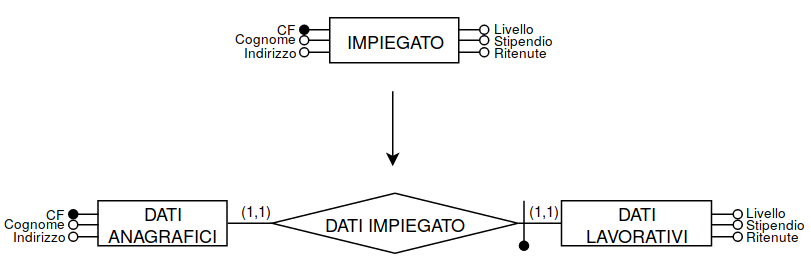 CF
Cognome
Indirizzo
IMPIEGATO
Livello
Stipendio
Ritenute
CF
Cognome
Indirizzo
DATI
ANAGRAFICI
(1,1)
DATI IMPIEGATO
(1,1)
DATI
LAVORATIVI
Livello
Stipendio
Ritenute